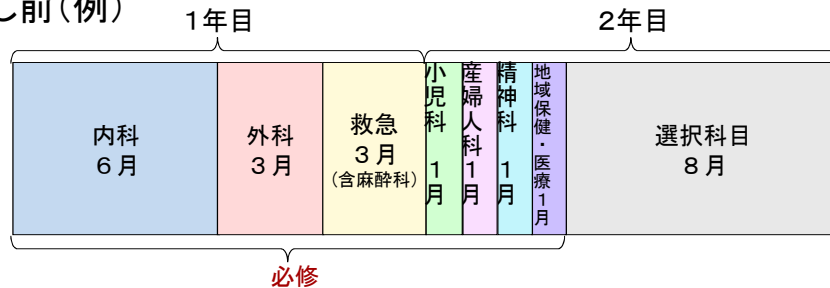 し前(例)
1年目
2年目
内科
6月
外科
3月
救急
3月
(含麻酔科)
小児科 1月
産婦人科1月
精神科 1月
地域保健・医療1月
選択科目
8月
必修